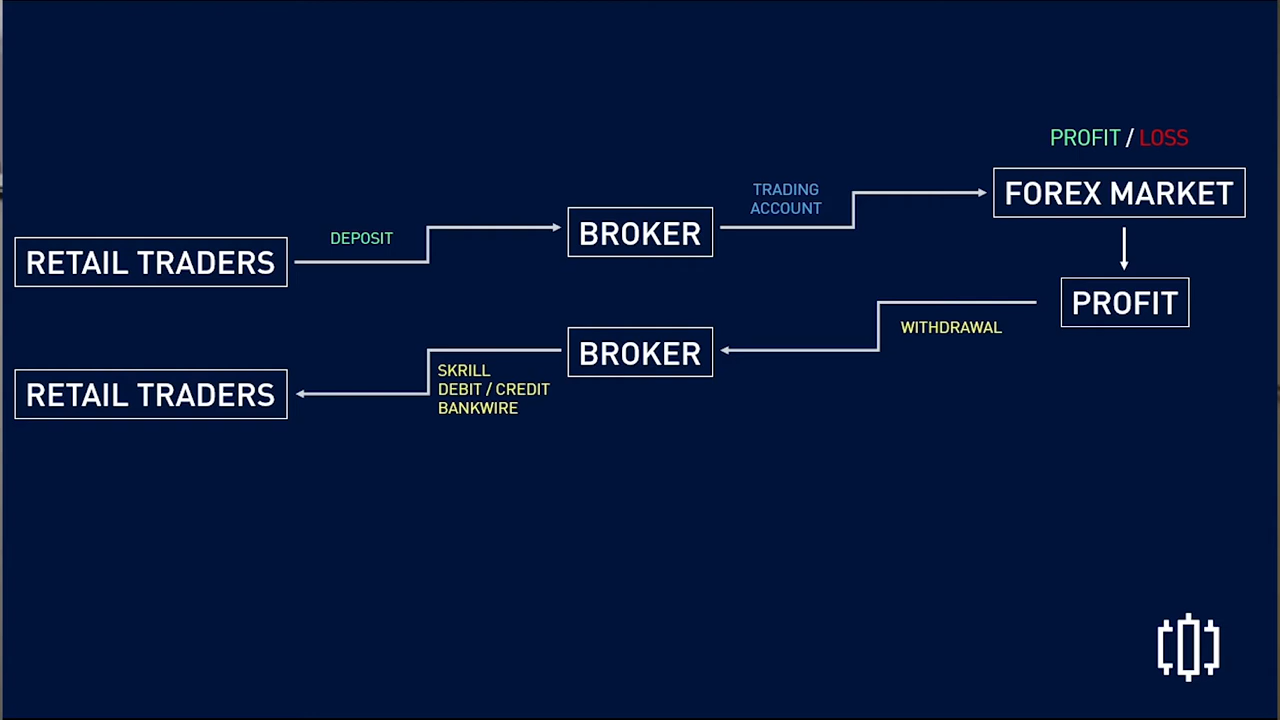 PROFIT / LOSS
FOREX MARKET
TRADING
ACCOUNT
BROKER
DEPOSIT
RETAIL TRADERS
PROFIT
WITHDRAWAL
BROKER
SKRILL
DEBIT / CREDIT
BANKWIRE
RETAIL TRADERS